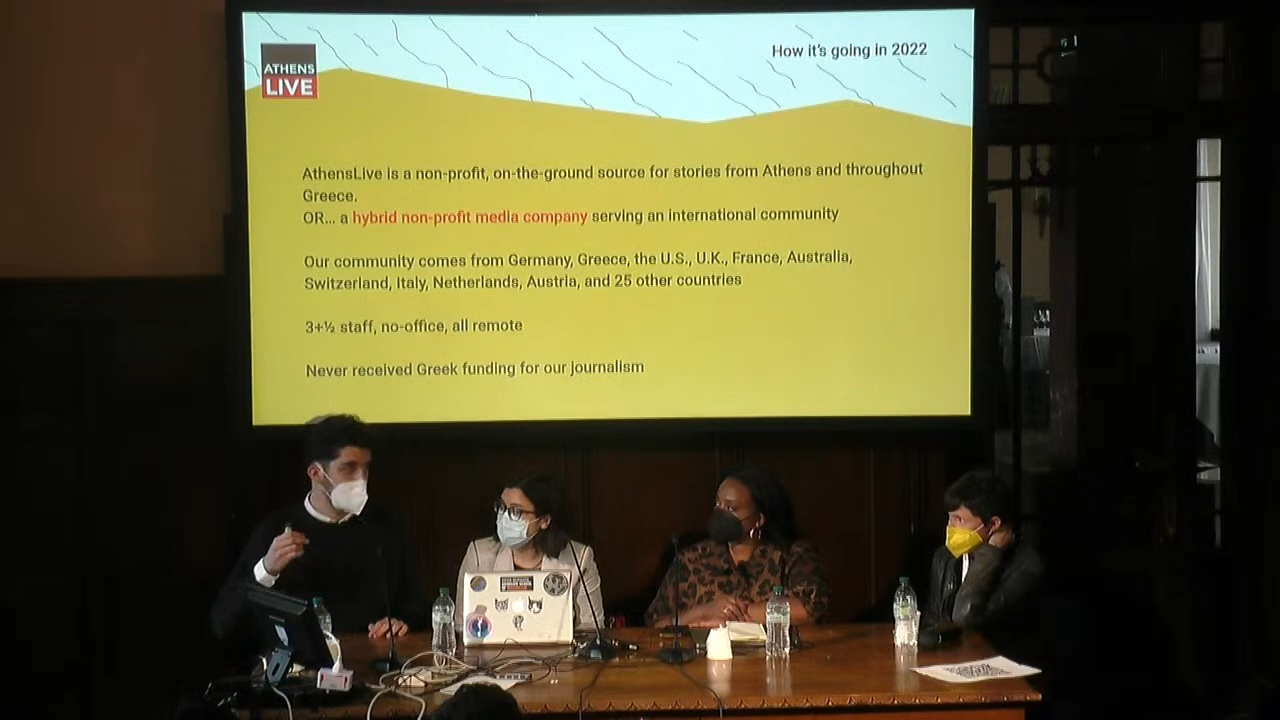 ATHENS
LIVE
How it's going in 2022
AthensLive is a non-profit, on-the-ground source for stories from Athens and throughout
Greece.
OR... a hybrid non-profit media company serving an international community
Our community comes from Germany, Greece, the U.S., U.K., France, Australia,
Switzerland, Italy, Netherlands, Austria, and 25 other countries
3+½ staff, no-office, all remote
Never received Greek funding for our journalism